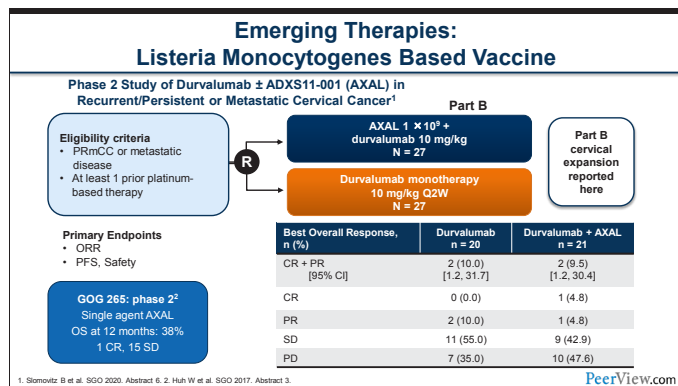 Emerging Therapies:
Listeria Monocytogenes Based Vaccine
Phase 2 Study of Durvalumab ± ADXS11-001 (AXAL) in
Recurrent/Persistent or Metastatic Cervical Cancer1
Part B
Eligibility criteria
• PRmCC or metastatic
disease
• At least 1 prior platinum-
based therapy
R
AXAL 1 × 10⁹ +
durvalumab 10 mg/kg
N = 27
Durvalumab monotherapy
10 mg/kg Q2W
N = 27
Part B
cervical
expansion
reported
here
Primary Endpoints
• ORR
• PFS, Safety
GOG 265: phase 2²
Single agent AXAL
OS at 12 months: 38%
1 CR, 15 SD
Best Overall Response, n (%) Durvalumab n = 20 Durvalumab + AXAL n = 21
CR + PR 2 (10.0) 2 (9.5)
[95% CI] [1.2, 31.7] [1.2, 30.4]
CR 0 (0.0) 1 (4.8)
PR 2 (10.0) 1 (4.8)
SD 11 (55.0) 9 (42.9)
PD 7 (35.0) 10 (47.6)
1. Slomovitz B et al. SGO 2020. Abstract 6. 2. Huh W et al. SGO 2017. Abstract 3.
PeerView.com